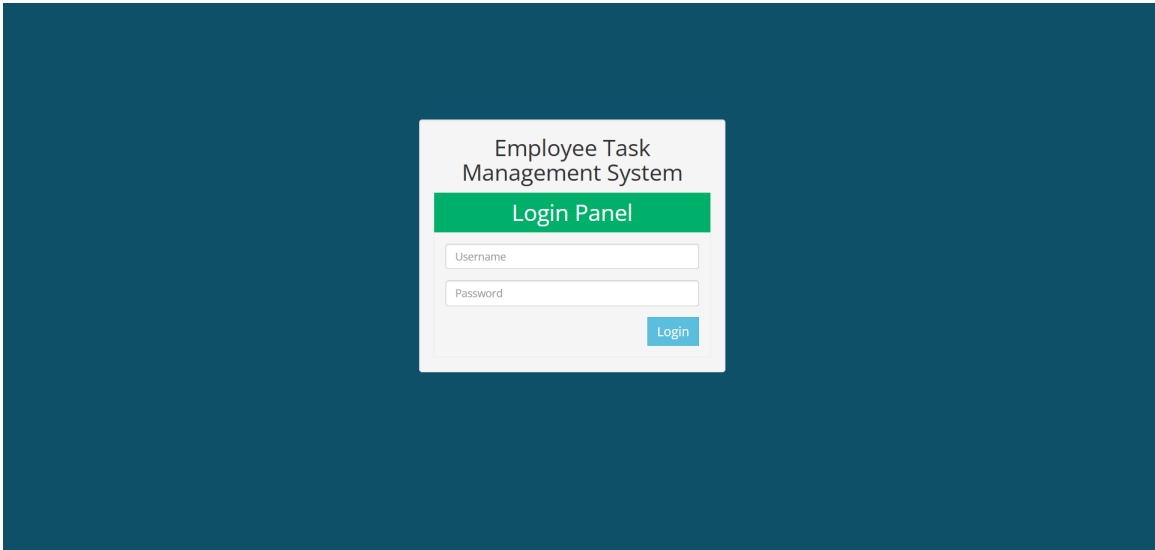 Employee Task
Management System
Login Panel
Username
Password
Login